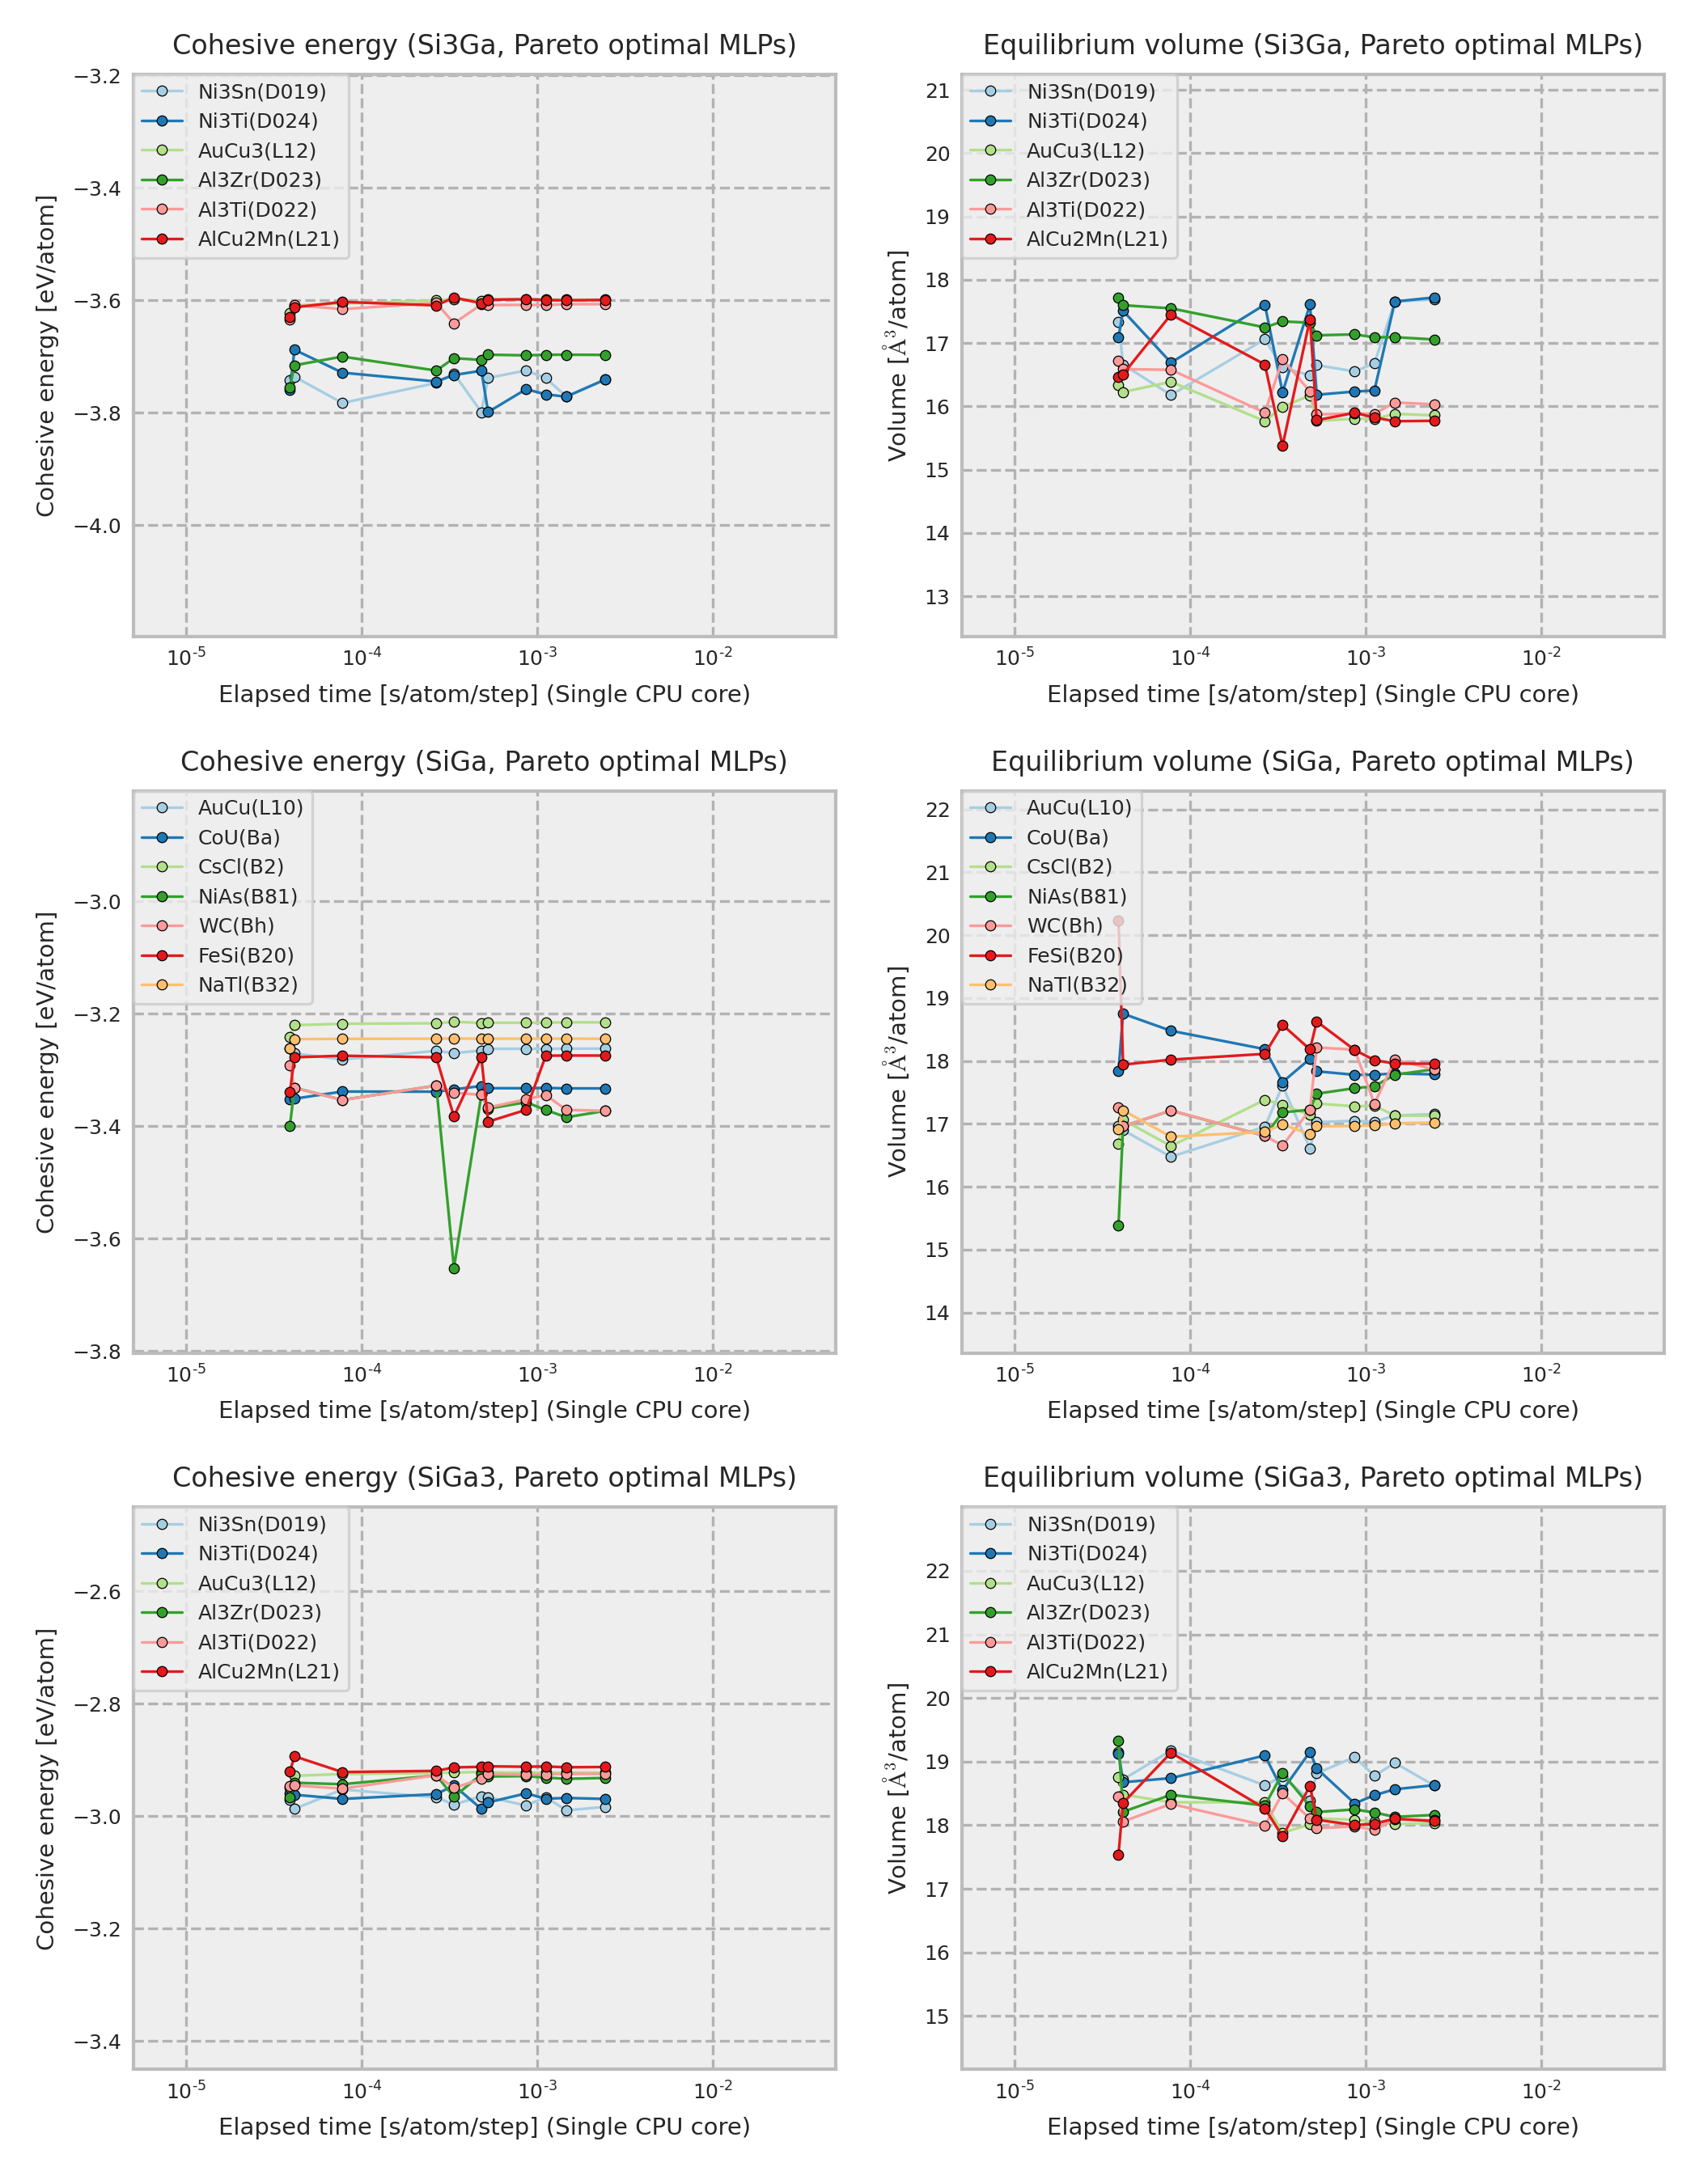 Cohesive energy (Si3Ga, Pareto optimal MLPs)
Cohesive energy [eV/atom]
−3.2
−3.4
−3.6
−3.8
−4.0
Ni3Sn(D019)
Ni3Ti(D024)
AuCu3(L12)
Al3Zr(D023)
Al3Ti(D022)
AlCu2Mn(L21)
10⁻⁵ 10⁻⁴ 10⁻³ 10⁻²
Elapsed time [s/atom/step] (Single CPU core)
Equilibrium volume (Si3Ga, Pareto optimal MLPs)
Volume [Å³/atom]
21
20
19
18
17
16
15
14
13
Ni3Sn(D019)
Ni3Ti(D024)
AuCu3(L12)
Al3Zr(D023)
Al3Ti(D022)
AlCu2Mn(L21)
10⁻⁵ 10⁻⁴ 10⁻³ 10⁻²
Elapsed time [s/atom/step] (Single CPU core)
Cohesive energy (SiGa, Pareto optimal MLPs)
Cohesive energy [eV/atom]
−3.0
−3.2
−3.4
−3.6
−3.8
AuCu(L10)
CoU(Ba)
CsCl(B2)
NiAs(B81)
WC(Bh)
FeSi(B20)
NaTl(B32)
10⁻⁵ 10⁻⁴ 10⁻³ 10⁻²
Elapsed time [s/atom/step] (Single CPU core)
Equilibrium volume (SiGa, Pareto optimal MLPs)
Volume [Å³/atom]
22
21
20
19
18
17
16
15
14
AuCu(L10)
CoU(Ba)
CsCl(B2)
NiAs(B81)
WC(Bh)
FeSi(B20)
NaTl(B32)
10⁻⁵ 10⁻⁴ 10⁻³ 10⁻²
Elapsed time [s/atom/step] (Single CPU core)
Cohesive energy (SiGa3, Pareto optimal MLPs)
Cohesive energy [eV/atom]
−2.6
−2.8
−3.0
−3.2
−3.4
Ni3Sn(D019)
Ni3Ti(D024)
AuCu3(L12)
Al3Zr(D023)
Al3Ti(D022)
AlCu2Mn(L21)
10⁻⁵ 10⁻⁴ 10⁻³ 10⁻²
Elapsed time [s/atom/step] (Single CPU core)
Equilibrium volume (SiGa3, Pareto optimal MLPs)
Volume [Å³/atom]
22
21
20
19
18
17
16
15
Ni3Sn(D019)
Ni3Ti(D024)
AuCu3(L12)
Al3Zr(D023)
Al3Ti(D022)
AlCu2Mn(L21)
10⁻⁵ 10⁻⁴ 10⁻³ 10⁻²
Elapsed time [s/atom/step] (Single CPU core)